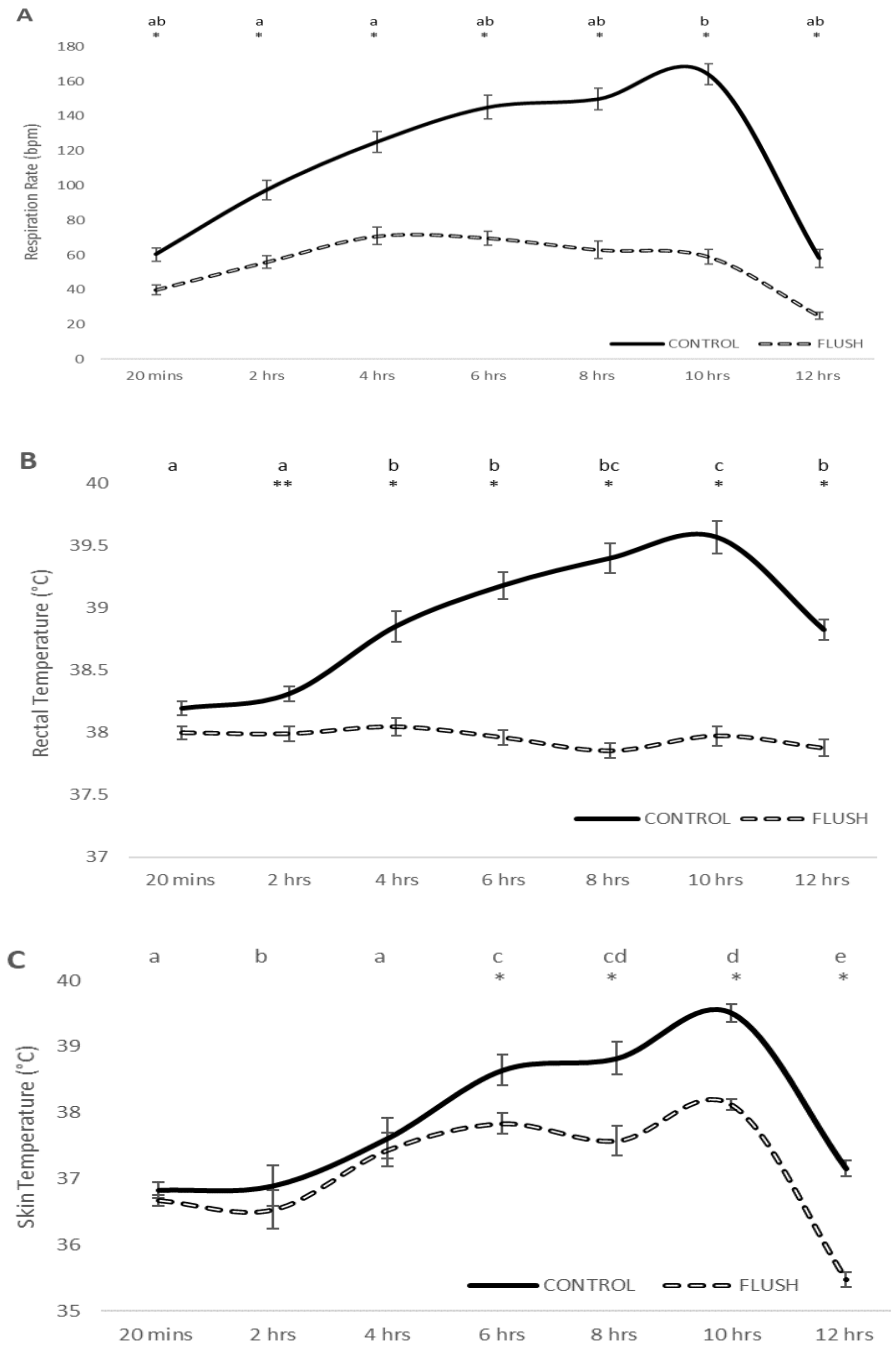 A
ab a a ab ab b ab
* * * * * * *
180
160
140
120
100
80
60
40
20
0
Respiration Rate (bpm)
CONTROL FLUSH
20 mins 2 hrs 4 hrs 6 hrs 8 hrs 10 hrs 12 hrs
B
a a b b bc c b
** * * * * *
40
39.5
39
38.5
38
37.5
37
Rectal Temperature (°C)
CONTROL FLUSH
20 mins 2 hrs 4 hrs 6 hrs 8 hrs 10 hrs 12 hrs
C
a b a c cd d e
* * * *
40
39
38
37
36
35
Skin Temperature (°C)
CONTROL FLUSH
20 mins 2 hrs 4 hrs 6 hrs 8 hrs 10 hrs 12 hrs